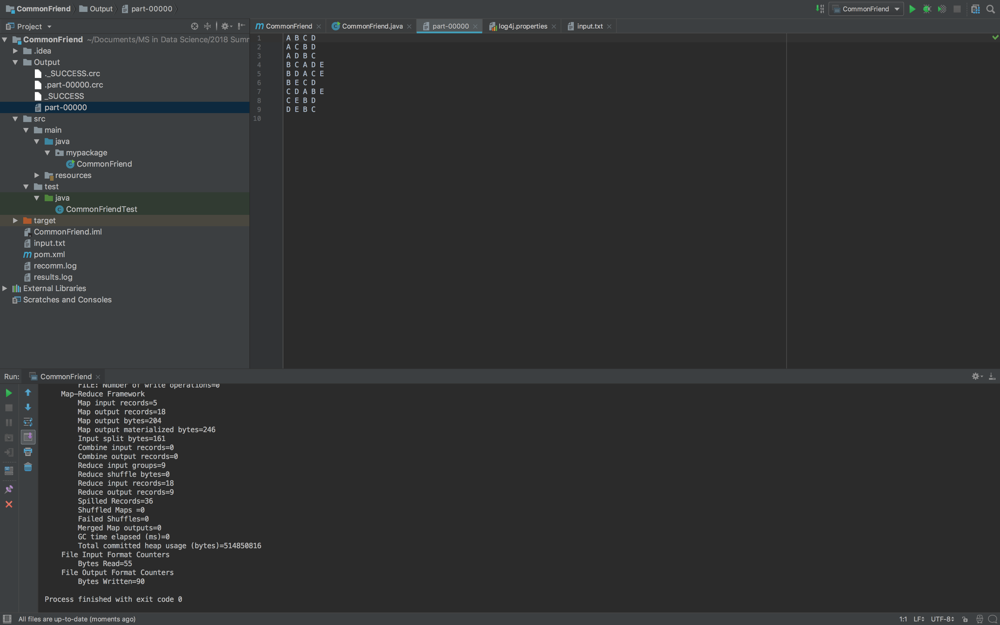 CommonFriend Output part-00000
CommonFriend
Project
CommonFriend ~/Documents/MS in Data Science/2018 Summ
.idea
Output
._SUCCESS.crc
.part-00000.crc
_SUCCESS
part-00000
src
main
java
mypackage
CommonFriend
resources
test
java
CommonFriendTest
target
CommonFriend.iml
input.txt
pom.xml
recomm.log
results.log
External Libraries
Scratches and Consoles
CommonFriend CommonFriend.java part-00000 log4j.properties input.txt
1 A B C D
2 A C B D
3 A D B C
4 B C A D E
5 B D A C E
6 B E C D
7 C D A B E
8 C E B D
9 D E B C
10
Run: CommonFriend
FILE: Number of write operations=0
Map-Reduce Framework
Map input records=5
Map output records=18
Map output bytes=204
Map output materialized bytes=246
Input split bytes=161
Combine input records=0
Combine output records=0
Reduce input groups=9
Reduce shuffle bytes=0
Reduce input records=18
Reduce output records=9
Spilled Records=36
Shuffled Maps =0
Failed Shuffles=0
Merged Map outputs=0
GC time elapsed (ms)=0
Total committed heap usage (bytes)=514850816
File Input Format Counters
Bytes Read=55
File Output Format Counters
Bytes Written=90
Process finished with exit code 0
All files are up-to-date (moments ago)
1:1 LF UTF-8